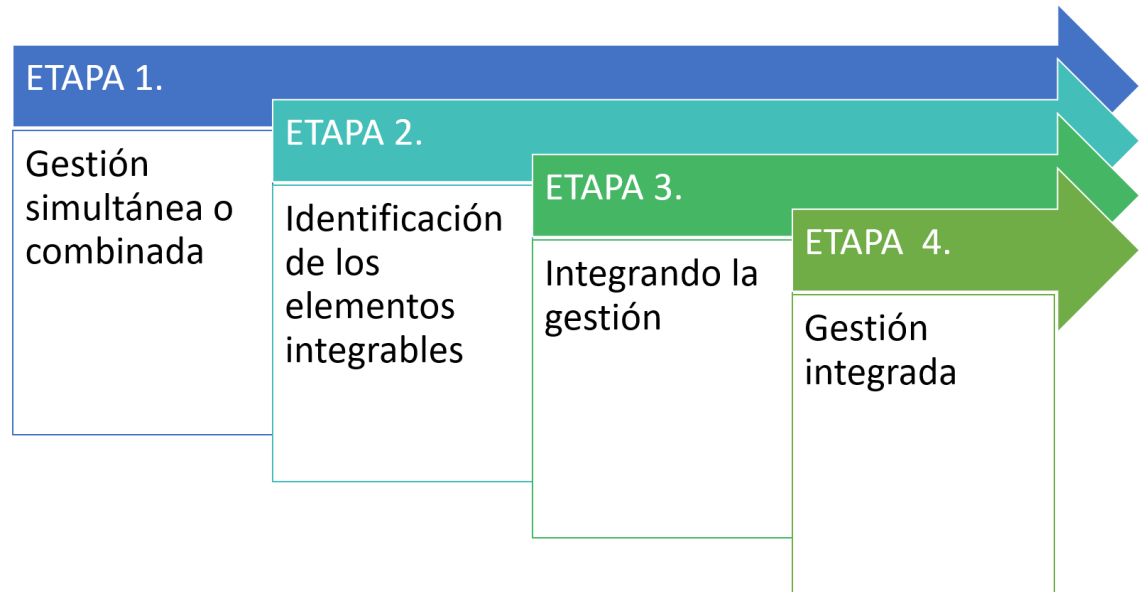 ETAPA 1.
Gestión
simultánea o
combinada
ETAPA 2.
Identificación
de los
elementos
integrables
ETAPA 3.
Integrando la
gestión
ETAPA  4.
Gestión
integrada